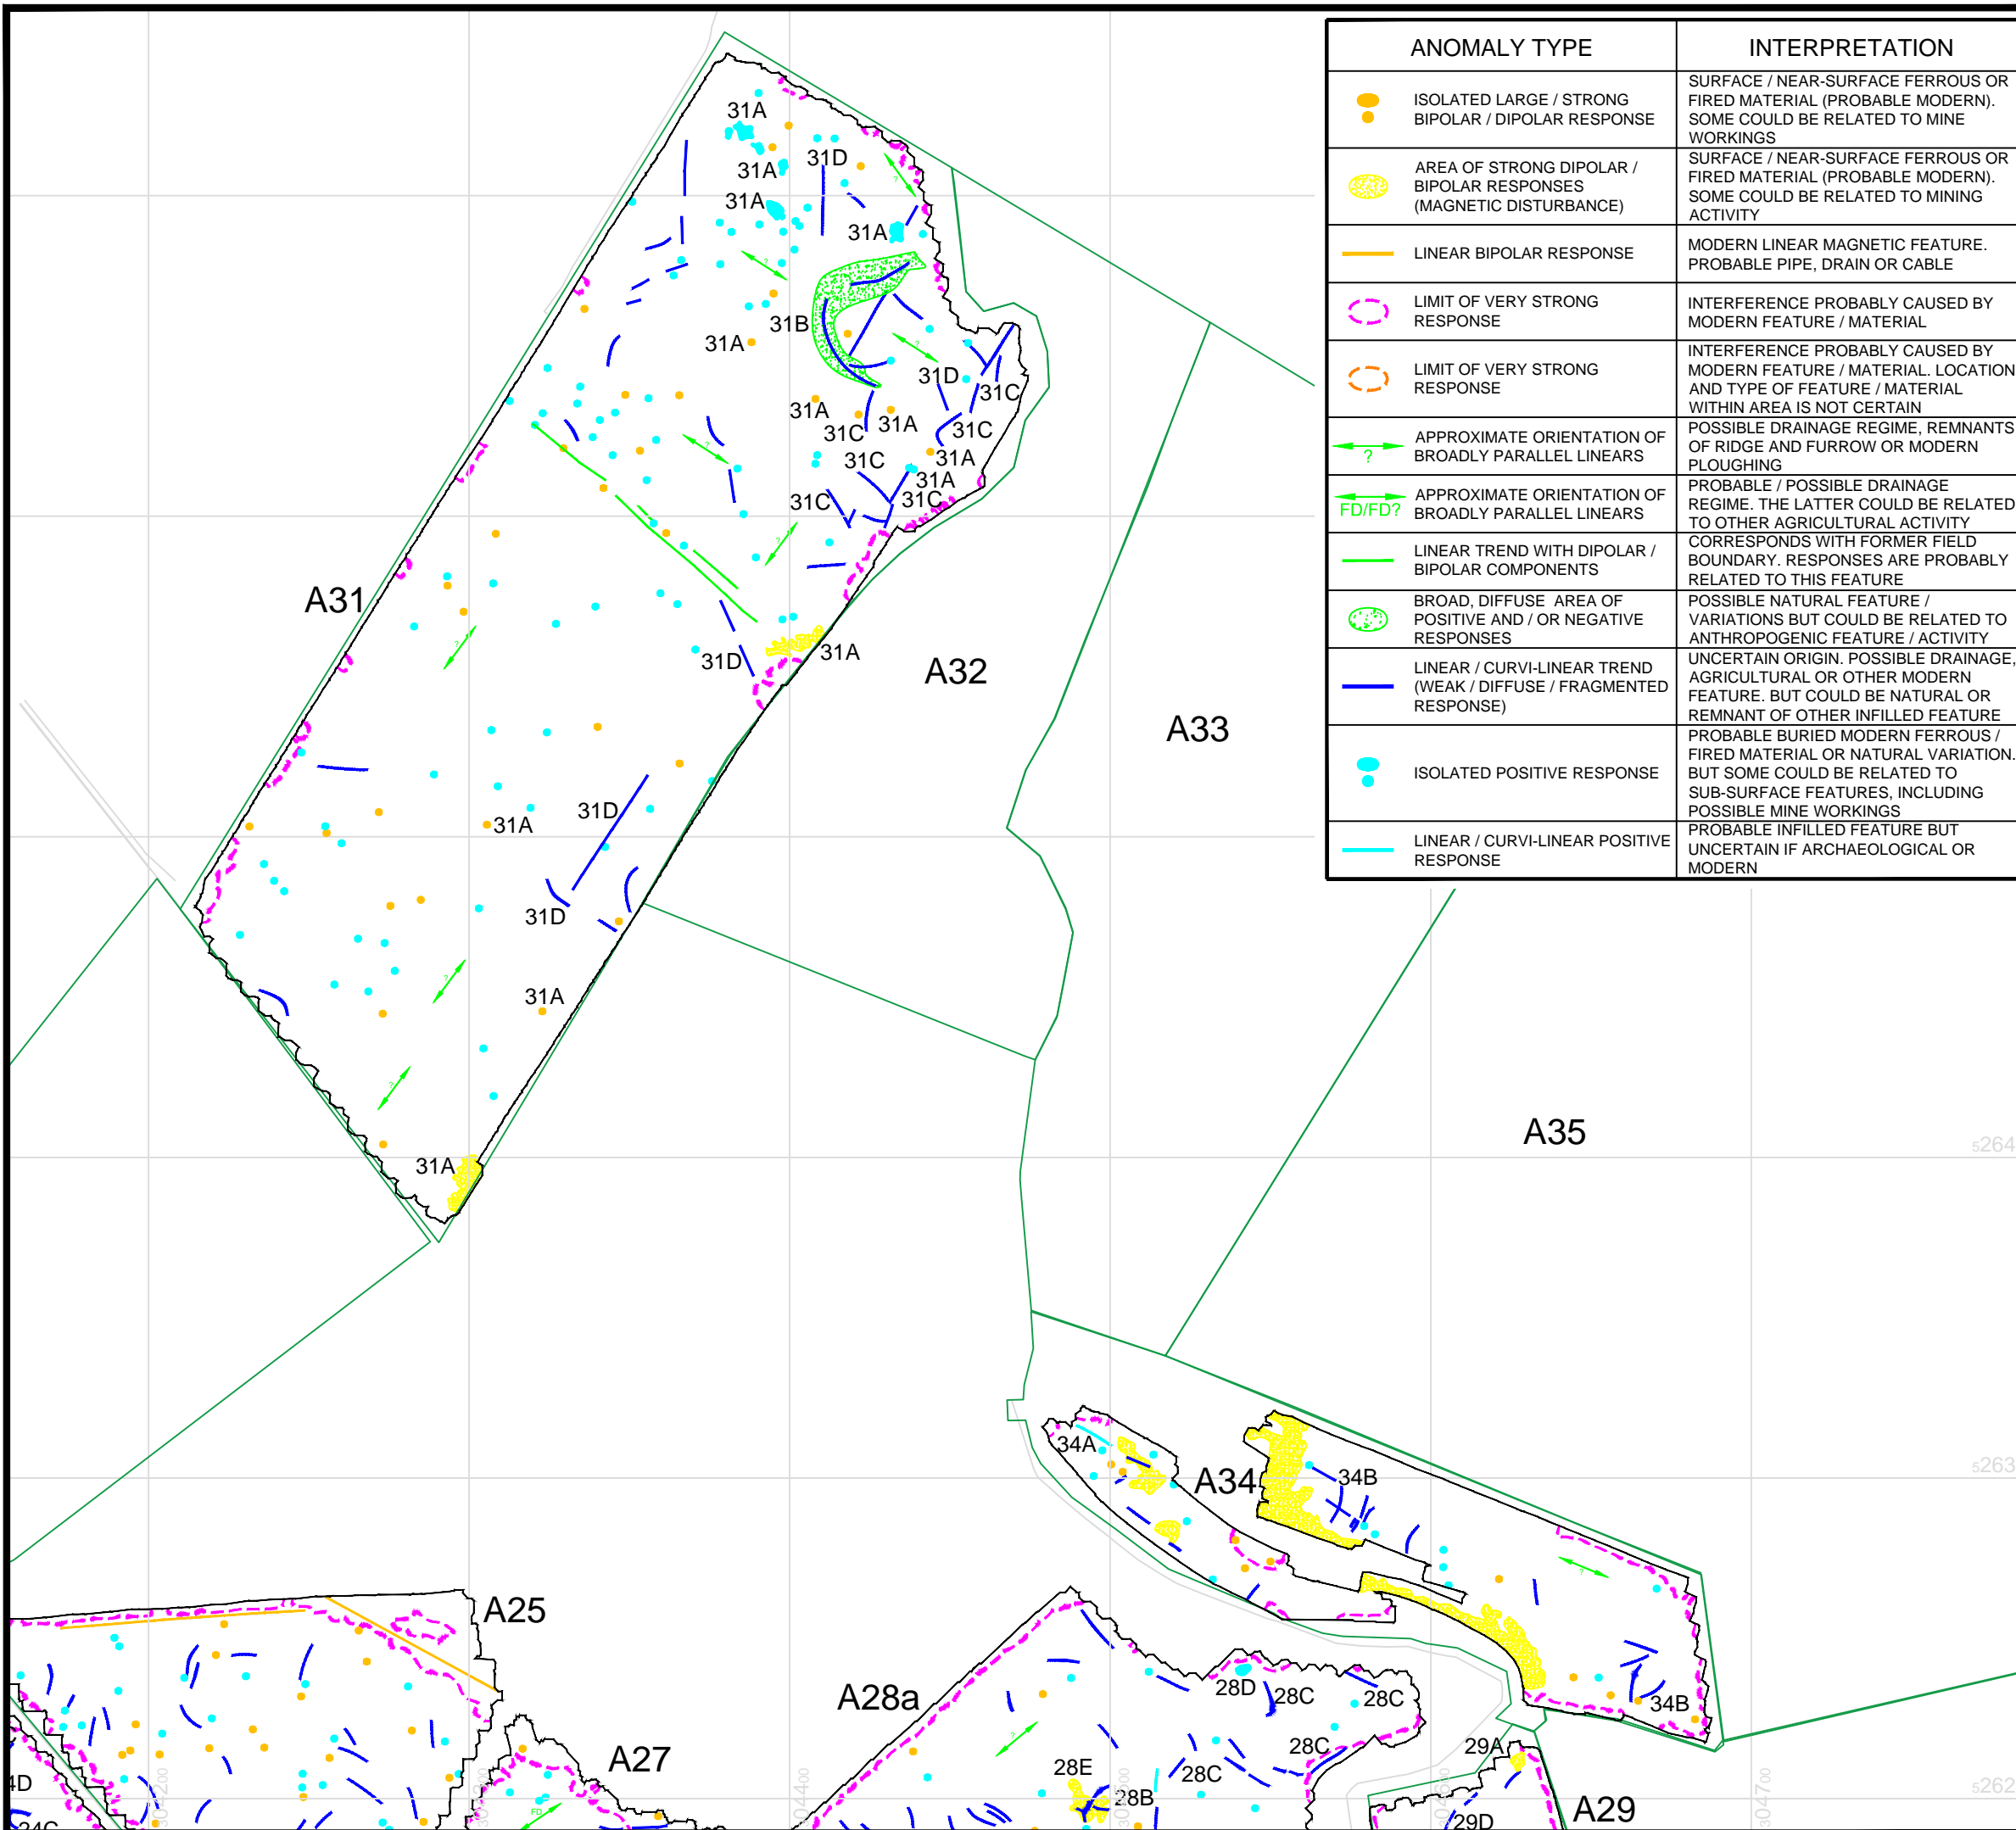 ANOMALY TYPE
INTERPRETATION
ISOLATED LARGE / STRONG
BIPOLAR / DIPOLAR RESPONSE
SURFACE / NEAR-SURFACE FERROUS OR
FIRED MATERIAL (PROBABLE MODERN).
SOME COULD BE RELATED TO MINE
WORKINGS
AREA OF STRONG DIPOLAR /
BIPOLAR RESPONSES
(MAGNETIC DISTURBANCE)
SURFACE / NEAR-SURFACE FERROUS OR
FIRED MATERIAL (PROBABLE MODERN).
SOME COULD BE RELATED TO MINING
ACTIVITY
LINEAR BIPOLAR RESPONSE
MODERN LINEAR MAGNETIC FEATURE.
PROBABLE PIPE, DRAIN OR CABLE
LIMIT OF VERY STRONG
RESPONSE
INTERFERENCE PROBABLY CAUSED BY
MODERN FEATURE / MATERIAL
LIMIT OF VERY STRONG
RESPONSE
INTERFERENCE PROBABLY CAUSED BY
MODERN FEATURE / MATERIAL. LOCATION
AND TYPE OF FEATURE / MATERIAL
WITHIN AREA IS NOT CERTAIN
?
APPROXIMATE ORIENTATION OF
BROADLY PARALLEL LINEARS
POSSIBLE DRAINAGE REGIME, REMNANTS
OF RIDGE AND FURROW OR MODERN
PLOUGHING
FD/FD?
APPROXIMATE ORIENTATION OF
BROADLY PARALLEL LINEARS
PROBABLE / POSSIBLE DRAINAGE
REGIME. THE LATTER COULD BE RELATED
TO OTHER AGRICULTURAL ACTIVITY
LINEAR TREND WITH DIPOLAR /
BIPOLAR COMPONENTS
CORRESPONDS WITH FORMER FIELD
BOUNDARY. RESPONSES ARE PROBABLY
RELATED TO THIS FEATURE
BROAD, DIFFUSE AREA OF
POSITIVE AND / OR NEGATIVE
RESPONSES
POSSIBLE NATURAL FEATURE /
VARIATIONS BUT COULD BE RELATED TO
ANTHROPOGENIC FEATURE / ACTIVITY
LINEAR / CURVI-LINEAR TREND
(WEAK / DIFFUSE / FRAGMENTED
RESPONSE)
UNCERTAIN ORIGIN. POSSIBLE DRAINAGE,
AGRICULTURAL OR OTHER MODERN
FEATURE. BUT COULD BE NATURAL OR
REMNANT OF OTHER INFILLED FEATURE
ISOLATED POSITIVE RESPONSE
PROBABLE BURIED MODERN FERROUS /
FIRED MATERIAL OR NATURAL VARIATION.
BUT SOME COULD BE RELATED TO
SUB-SURFACE FEATURES, INCLUDING
POSSIBLE MINE WORKINGS
LINEAR / CURVI-LINEAR POSITIVE
RESPONSE
PROBABLE INFILLED FEATURE BUT
UNCERTAIN IF ARCHAEOLOGICAL OR
MODERN
31A
31A
31D
?
31A
31A
?
31B
31A
?
31D
31C
31A
31A
31C
31C
?
31A
31C
31A
31C
31C
?
A31
?
31A
31D
A32
A33
31D
31A
31D
?
31A
?
31A
A35
5264
34A
A34
34B
5263
?
A25
A28a
28D
28C
28C
34B
?
28C
29A
A27
28E
28C
28B
5262
4D
FD
24C
29D
A29
304700